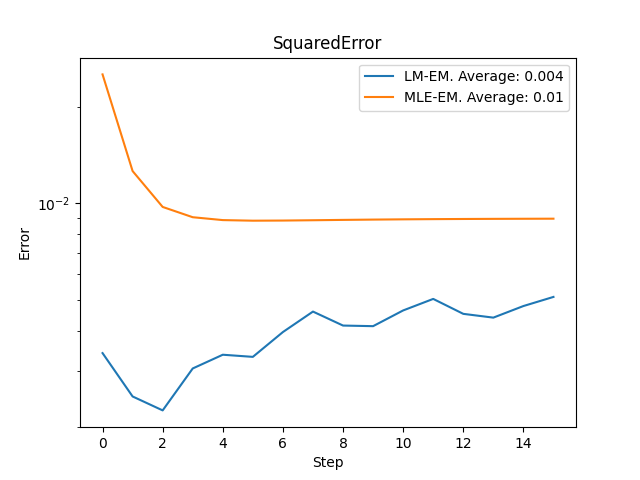 SquaredError
LM-EM. Average: 0.004
MLE-EM. Average: 0.01
10⁻²
Error
0 2 4 6 8 10 12 14
Step